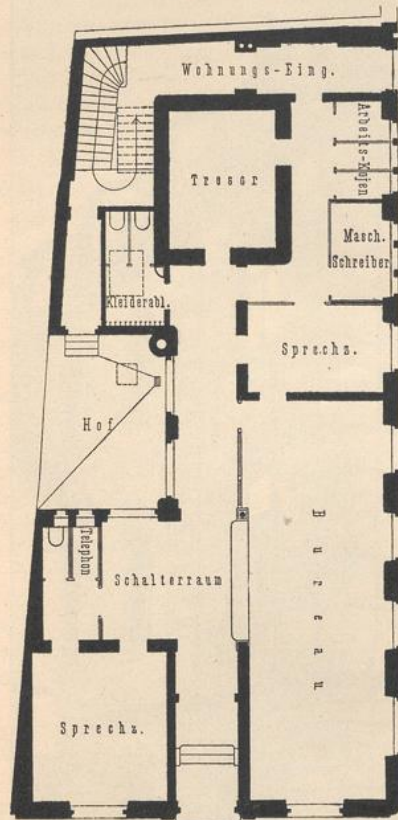 Wohnungs-Eing.
Arbeits-Kojen
Tresor
Masch.
Schreiber
Kleiderabl.
Sprechz.
Hof
Bureau
Telephon
Schalterraum
Sprechz.